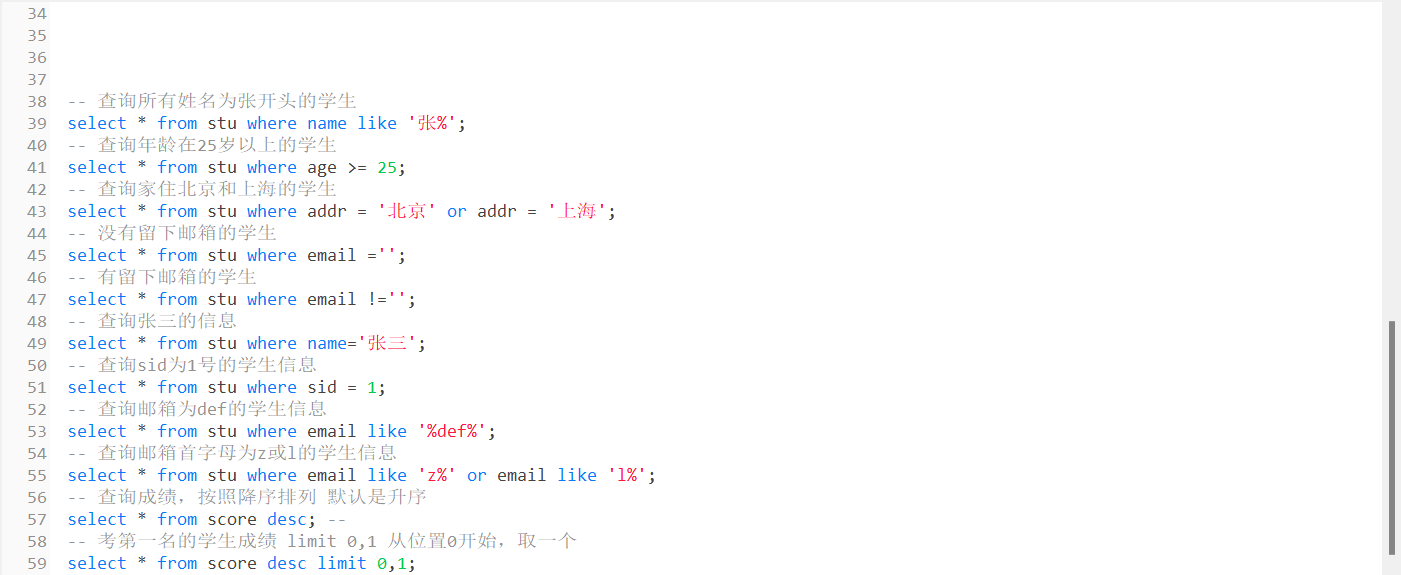 34
35
36
37
38 -- 查询所有姓名为张开头的学生
39 select * from stu where name like '张%';
40 -- 查询年龄在25岁以上的学生
41 select * from stu where age >= 25;
42 -- 查询家住北京和上海的学生
43 select * from stu where addr = '北京' or addr = '上海';
44 -- 没有留下邮箱的学生
45 select * from stu where email ='';
46 -- 有留下邮箱的学生
47 select * from stu where email !='';
48 -- 查询张三的信息
49 select * from stu where name='张三';
50 -- 查询sid为1号的学生信息
51 select * from stu where sid = 1;
52 -- 查询邮箱为def的学生信息
53 select * from stu where email like '%def%';
54 -- 查询邮箱首字母为z或l的学生信息
55 select * from stu where email like 'z%' or email like 'l%';
56 -- 查询成绩，按照降序排列 默认是升序
57 select * from score desc; --
58 -- 考第一名的学生成绩 limit 0,1 从位置0开始，取一个
59 select * from score desc limit 0,1;